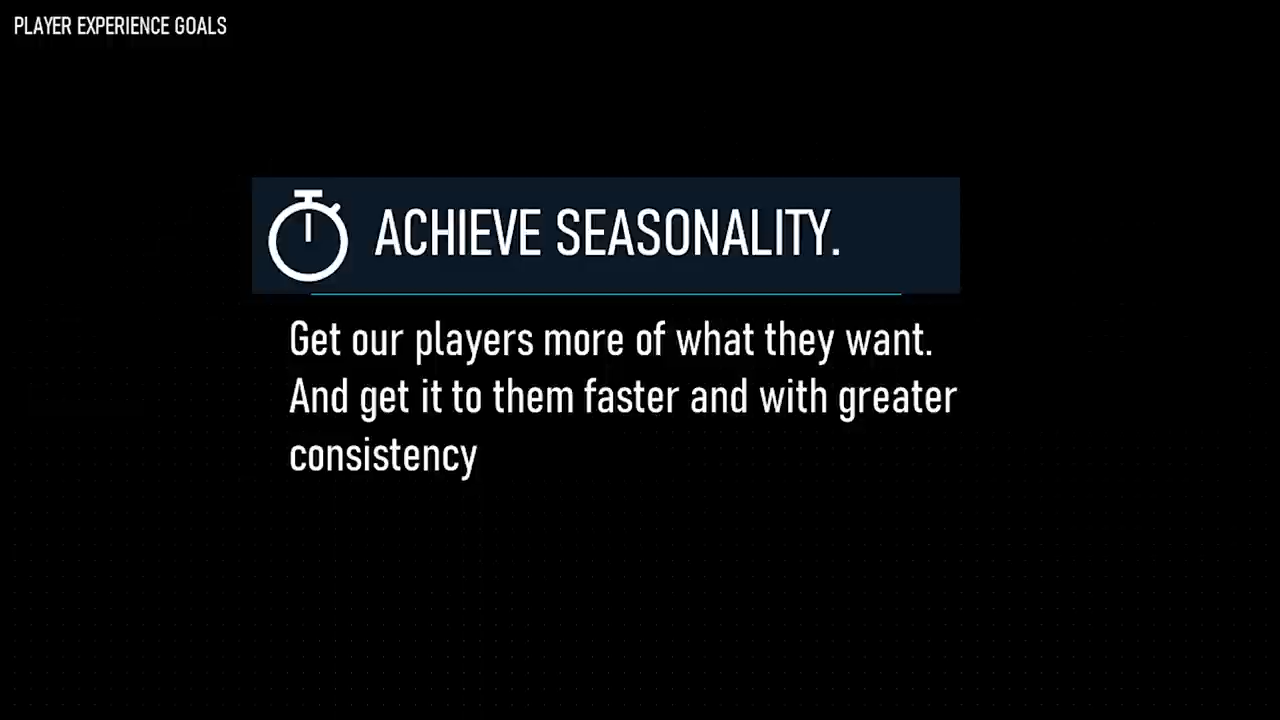 PLAYER EXPERIENCE GOALS
ACHIEVE SEASONALITY.
Get our players more of what they want.
And get it to them faster and with greater
consistency